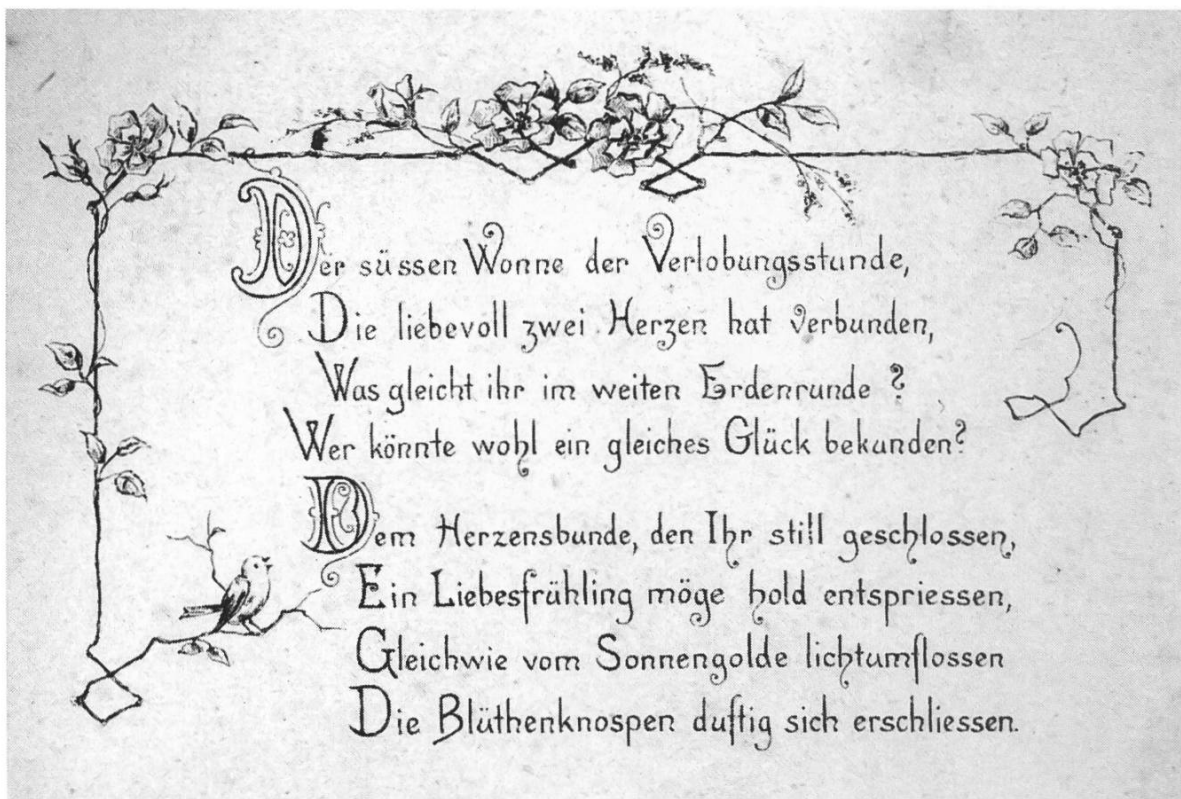 Der süssen Wonne der Verlobungsstunde,
Die liebevoll zwei Herzen hat verbunden,
Was gleicht ihr im weiten Erdenrunde?
Wer könnte wohl ein gleiches Glück bekunden?
Dem Herzensbunde, den Ihr still geschlossen,
Ein Liebesfrühling möge hold entspriessen,
Gleichwie vom Sonnengolde lichtumflossen
Die Blüthenknospen duftig sich erschliessen.